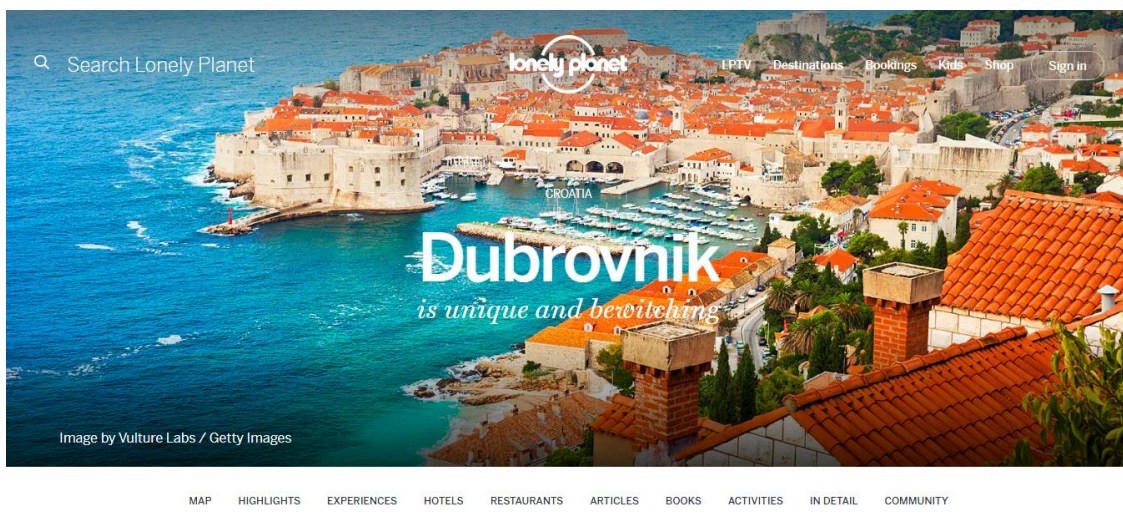 Search Lonely Planet
lonely planet
LPTV Destinations Bookings Kids Shop Sign in
CROATIA
Dubrovnik
is unique and bewitching
Image by Vulture Labs / Getty Images
MAP HIGHLIGHTS EXPERIENCES HOTELS RESTAURANTS ARTICLES BOOKS ACTIVITIES IN DETAIL COMMUNITY